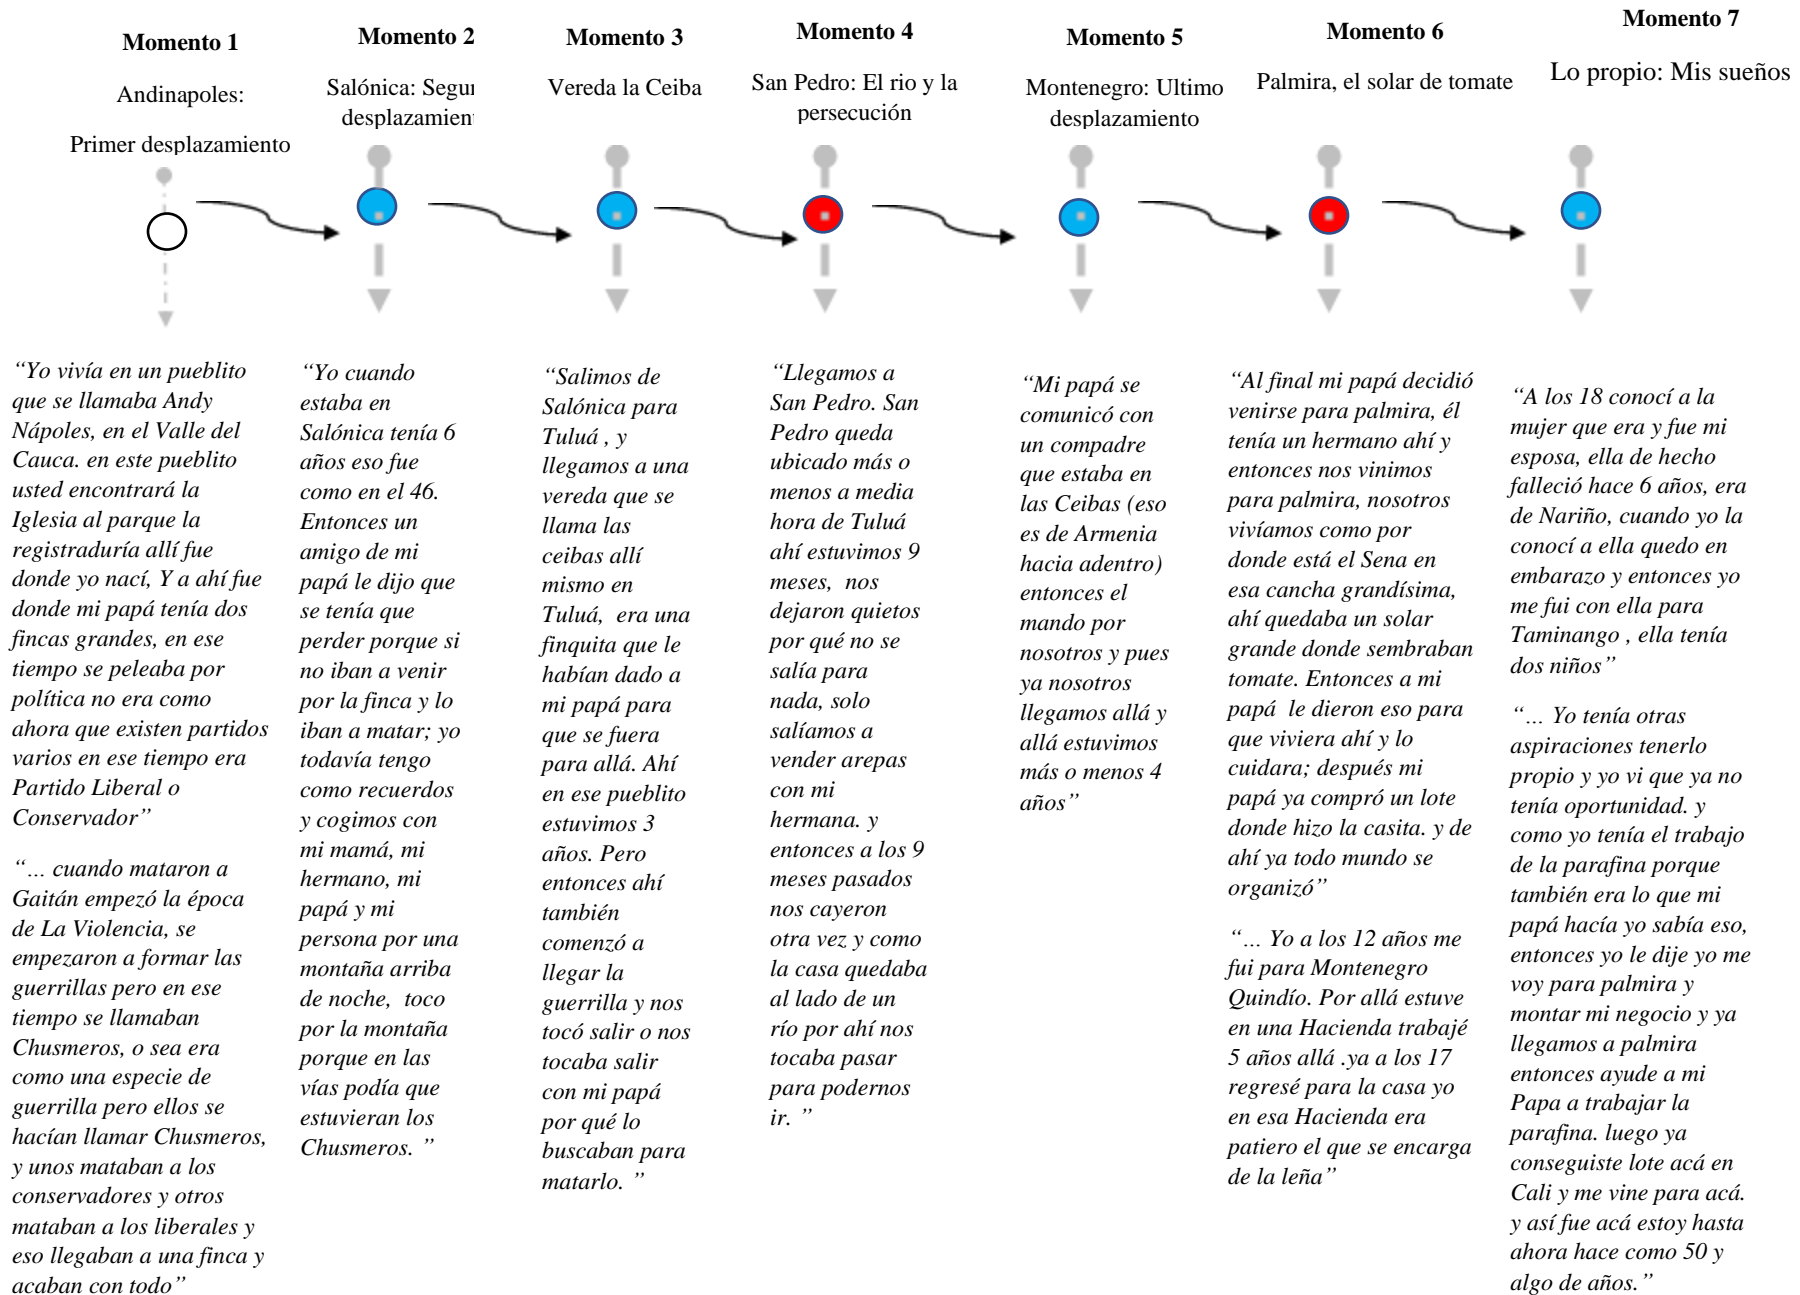 Momento 1
Andinapoles:
Primer desplazamiento
Momento 2
Salónica: Segun
desplazamient
Momento 3
Vereda la Ceiba
Momento 4
San Pedro: El rio y la
persecución
Momento 5
Montenegro: Ultimo
desplazamiento
Momento 6
Palmira, el solar de tomate
Momento 7
Lo propio: Mis sueños
“Yo vivía en un pueblito
que se llamaba Andy
Nápoles, en el Valle del
Cauca. en este pueblito
usted encontrará la
Iglesia al parque la
registraduría allí fue
donde yo nací, Y a ahí fue
donde mi papá tenía dos
fincas grandes, en ese
tiempo se peleaba por
política no era como
ahora que existen partidos
varios en ese tiempo era
Partido Liberal o
Conservador”
“… cuando mataron a
Gaitán empezó la época
de La Violencia, se
empezaron a formar las
guerrillas pero en ese
tiempo se llamaban
Chusmeros, o sea era
como una especie de
guerrilla pero ellos se
hacían llamar Chusmeros,
y unos mataban a los
conservadores y otros
mataban a los liberales y
eso llegaban a una finca y
acaban con todo”
“Yo cuando
estaba en
Salónica tenía 6
años eso fue
como en el 46.
Entonces un
amigo de mi
papá le dijo que
se tenía que
perder porque si
no iban a venir
por la finca y lo
iban a matar; yo
todavía tengo
como recuerdos
y cogimos con
mi mamá, mi
hermano, mi
papá y mi
persona por una
montaña arriba
de noche, toco
por la montaña
porque en las
vías podía que
estuvieran los
Chusmeros. ”
“Salimos de
Salónica para
Tuluá , y
llegamos a una
vereda que se
llama las
ceibas allí
mismo en
Tuluá, era una
finquita que le
habían dado a
mi papá para
que se fuera
para allá. Ahí
en ese pueblito
estuvimos 3
años. Pero
entonces ahí
también
comenzó a
llegar la
guerrilla y nos
tocó salir o nos
tocaba salir
con mi papá
por qué lo
buscaban para
matarlo. ”
“Llegamos a
San Pedro. San
Pedro queda
ubicado más o
menos a media
hora de Tuluá
ahí estuvimos 9
meses, nos
dejaron quietos
por qué no se
salía para
nada, solo
salíamos a
vender arepas
con mi
hermana. y
entonces a los 9
meses pasados
nos cayeron
otra vez y como
la casa quedaba
al lado de un
río por ahí nos
tocaba pasar
para podernos
ir. ”
“Mi papá se
comunicó con
un compadre
que estaba en
las Ceibas (eso
es de Armenia
hacia adentro)
entonces el
mando por
nosotros y pues
ya nosotros
llegamos allá y
allá estuvimos
más o menos 4
años”
“Al final mi papá decidió
venirse para palmira, él
tenía un hermano ahí y
entonces nos vinimos
para palmira, nosotros
vivíamos como por
donde está el Sena en
esa cancha grandísima,
ahí quedaba un solar
grande donde sembraban
tomate. Entonces a mi
papá le dieron eso para
que viviera ahí y lo
cuidara; después mi
papá ya compró un lote
donde hizo la casita. y de
ahí ya todo mundo se
organizó”
“… Yo a los 12 años me
fui para Montenegro
Quindío. Por allá estuve
en una Hacienda trabajé
5 años allá .ya a los 17
regresé para la casa yo
en esa Hacienda era
patiero el que se encarga
de la leña”
“A los 18 conocí a la
mujer que era y fue mi
esposa, ella de hecho
falleció hace 6 años, era
de Nariño, cuando yo la
conocí a ella quedo en
embarazo y entonces yo
me fui con ella para
Taminango , ella tenía
dos niños”
“… Yo tenía otras
aspiraciones tenerlo
propio y yo vi que ya no
tenía oportunidad. y
como yo tenía el trabajo
de la parafina porque
también era lo que mi
papá hacía yo sabía eso,
entonces yo le dije yo me
voy para palmira y
montar mi negocio y ya
llegamos a palmira
entonces ayude a mi
Papa a trabajar la
parafina. luego ya
conseguiste lote acá en
Cali y me vine para acá.
y así fue acá estoy hasta
ahora hace como 50 y
algo de años.”